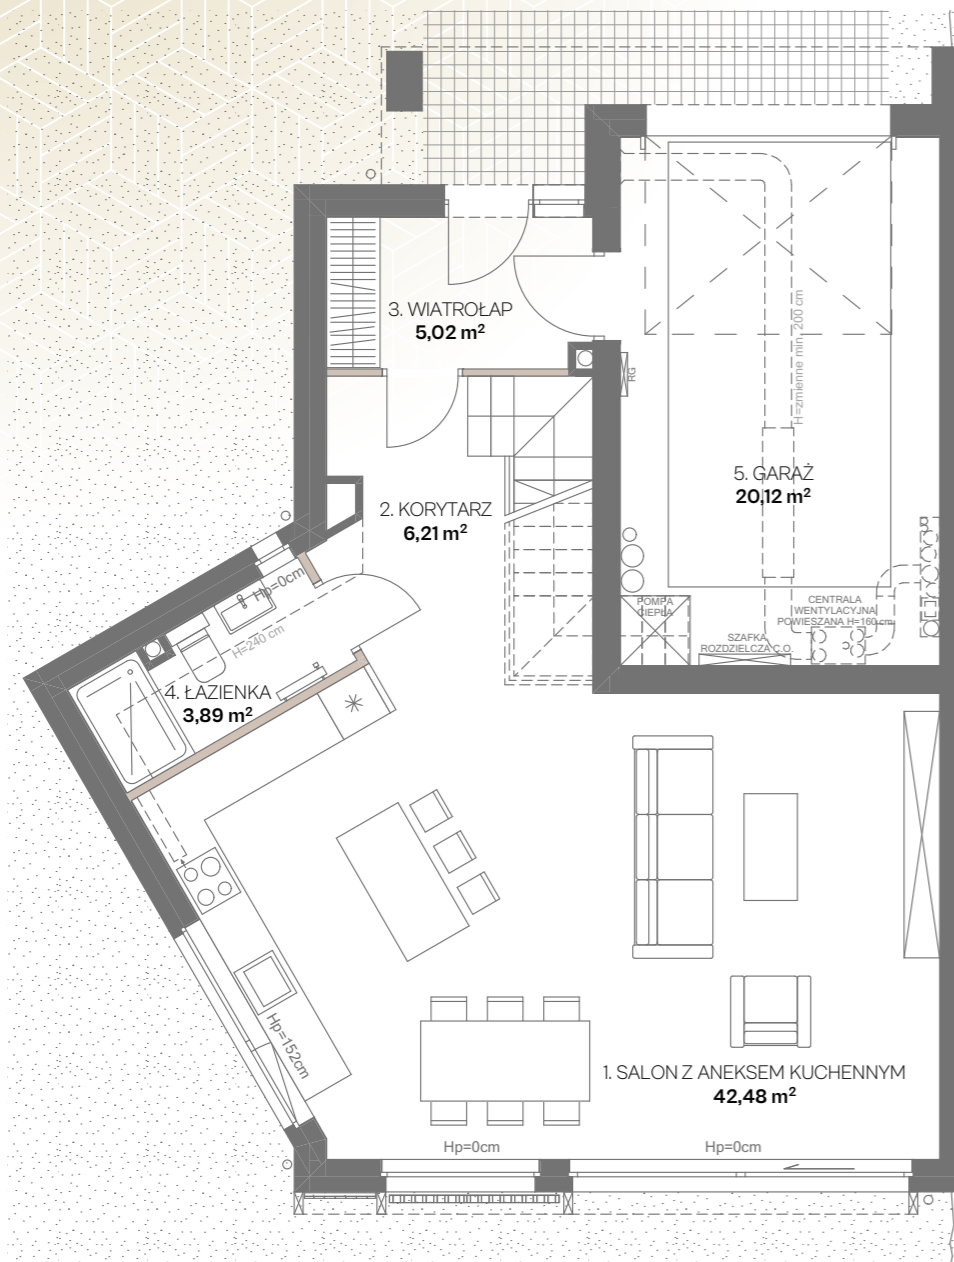 3. WIATROŁAP
5,02 m²
H=zmienne min. 200 cm
RG
5. GARAŻ
20,12 m²
2. KORYTARZ
6,21 m²
Hp=0cm
H=240 cm
POMPA
CIEPŁA
CENTRALA
WENTYLACYJNA
POWIESZANA H=160 cm
SZAFKA
ROZDZIELCZA C.O.
4. ŁAZIENKA
3,89 m²
Hp=152cm
1. SALON Z ANEKSEM KUCHENNYM
42,48 m²
Hp=0cm
Hp=0cm